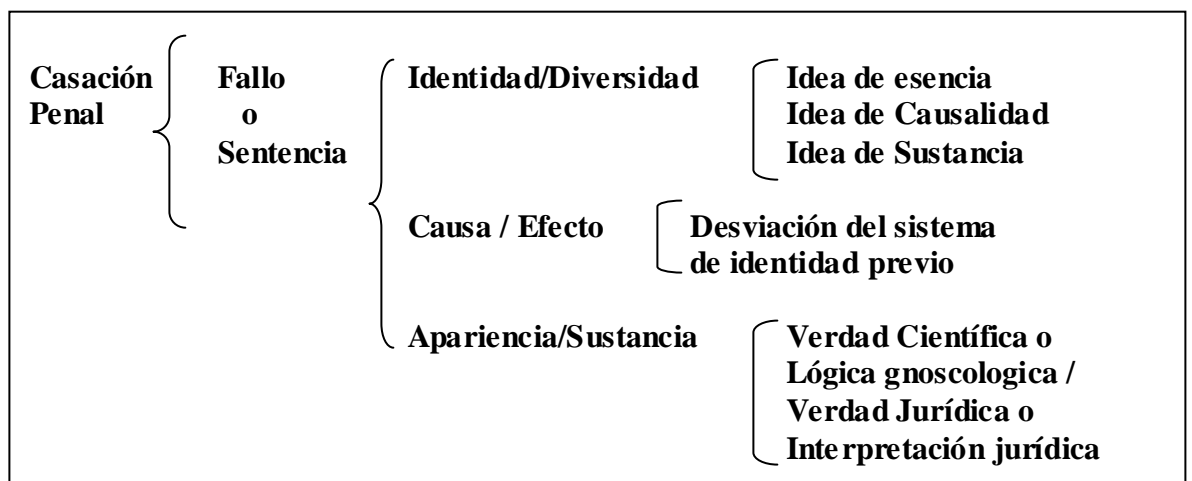 Casación
Penal
Fallo
o
Sentencia
Identidad/Diversidad
Idea de esencia
Idea de Causalidad
Idea de Sustancia
Causa / Efecto
Desviación del sistema
de identidad previo
Apariencia/Sustancia
Verdad Científica o
Lógica gnoscologica /
Verdad Jurídica o
Interpretación jurídica